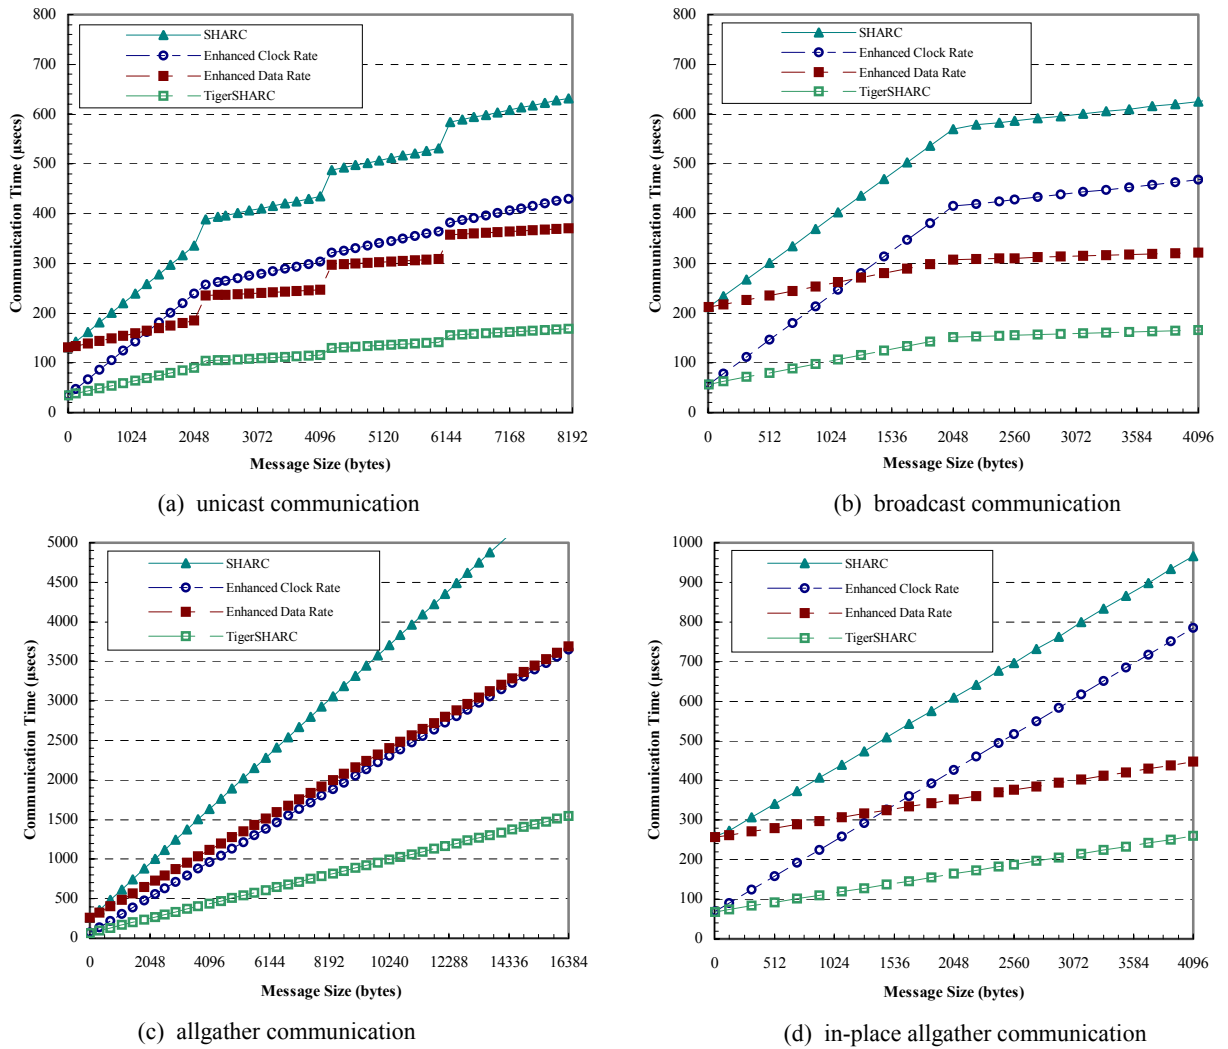 800
700
600
500
400
300
200
100
0
Communication Time (µsecs)
SHARC
Enhanced Clock Rate
Enhanced Data Rate
TigerSHARC
0 1024 2048 3072 4096 5120 6144 7168 8192
Message Size (bytes)
(a) unicast communication
800
700
600
500
400
300
200
100
0
Communication Time (µsecs)
SHARC
Enhanced Clock Rate
Enhanced Data Rate
TigerSHARC
0 512 1024 1536 2048 2560 3072 3584 4096
Message Size (bytes)
(b) broadcast communication
5000
4500
4000
3500
3000
2500
2000
1500
1000
500
0
Communication Time (µsecs)
SHARC
Enhanced Clock Rate
Enhanced Data Rate
TigerSHARC
0 2048 4096 6144 8192 10240 12288 14336 16384
Message Size (bytes)
(c) allgather communication
1000
900
800
700
600
500
400
300
200
100
0
Communication Time (µsecs)
SHARC
Enhanced Clock Rate
Enhanced Data Rate
TigerSHARC
0 512 1024 1536 2048 2560 3072 3584 4096
Message Size (bytes)
(d) in-place allgather communication